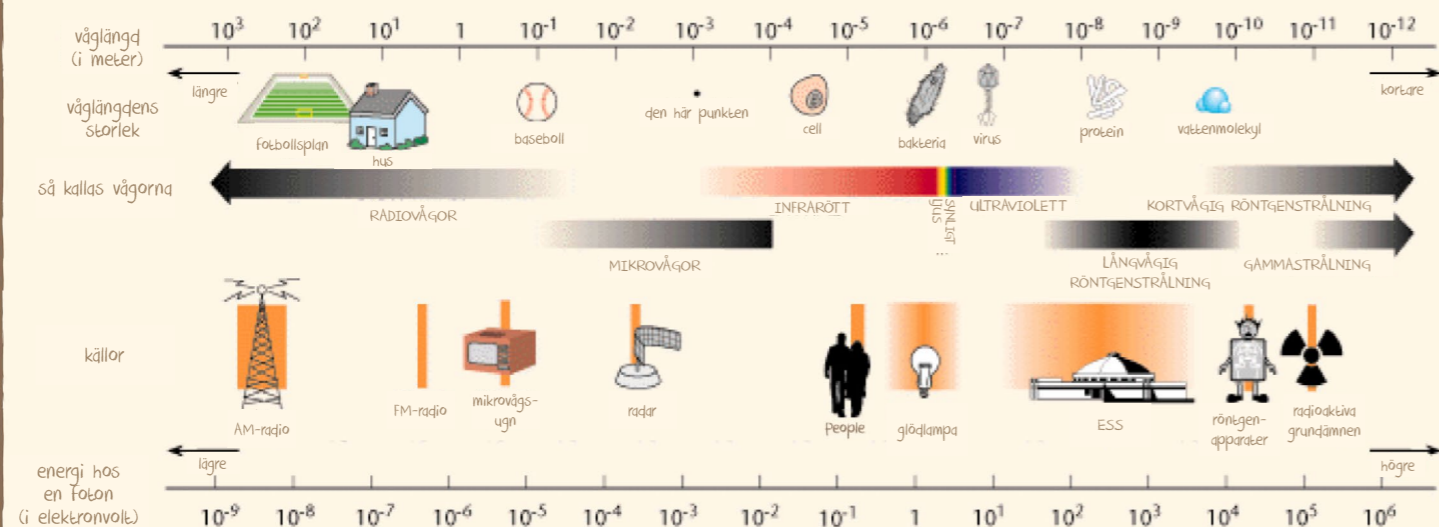 våglängd
(i meter)
10³ 10² 10¹ 1 10⁻¹ 10⁻² 10⁻³ 10⁻⁴ 10⁻⁵ 10⁻⁶ 10⁻⁷ 10⁻⁸ 10⁻⁹ 10⁻¹⁰ 10⁻¹¹ 10⁻¹²
längre
kortare
våglängdens
storlek
fotbollsplan
hus
baseboll
den här punkten
cell
bakteria
virus
protein
vattenmolekyl
så kallas vågorna
RADIOVÅGOR
INFRARÖTT
SYNLIGT
LJUS
ULTRAVIOLETT
KORTVÅGIG RÖNTGENSTRÅLNING
MIKROVÅGOR
LÅNGVÅGIG
RÖNTGENSTRÅLNING
GAMMASTRÅLNING
källor
AM-radio
FM-radio
mikrovågs-
ugn
radar
People
glödlampa
ESS
röntgen-
apparater
radioaktiva
grundämnen
lägre
högre
energi hos
en foton
(i elektronvolt)
10⁻⁹ 10⁻⁸ 10⁻⁷ 10⁻⁶ 10⁻⁵ 10⁻⁴ 10⁻³ 10⁻² 10⁻¹ 1 10¹ 10² 10³ 10⁴ 10⁵ 10⁶